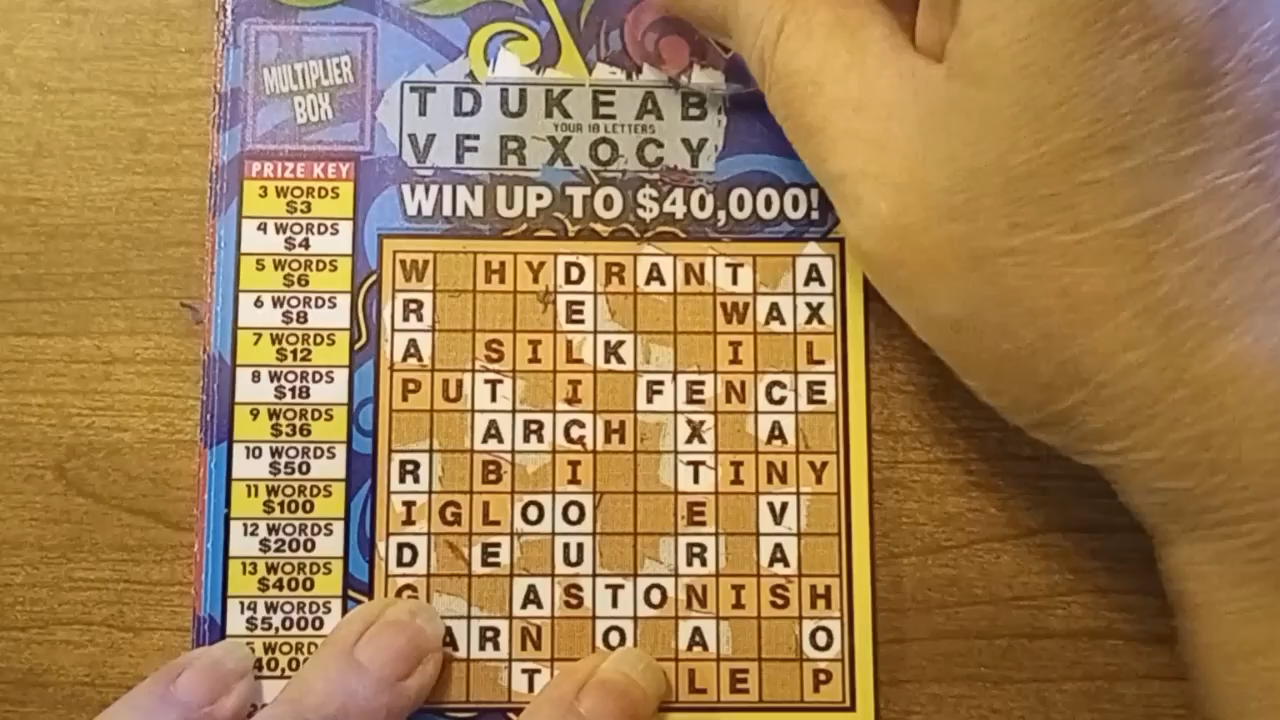 MULTIPLIER
BOX
TDUKEAB
YOUR 18 LETTERS
VFRXOCY
PRIZE KEY
WIN UP TO $40,000!
3 WORDS
$3
4 WORDS
$4
5 WORDS
$6
6 WORDS
$8
7 WORDS
$12
8 WORDS
$18
9 WORDS
$36
10 WORDS
$50
11 WORDS
$100
12 WORDS
$200
13 WORDS
$400
14 WORDS
$5,000
W HYDRANT A
R E WAX
A SILK I L
PUT I FENCE
ARCH X A
R B I TINY
IGLOO E V
D E U R A
G ASTONISH
ARN O A O
T LEP P